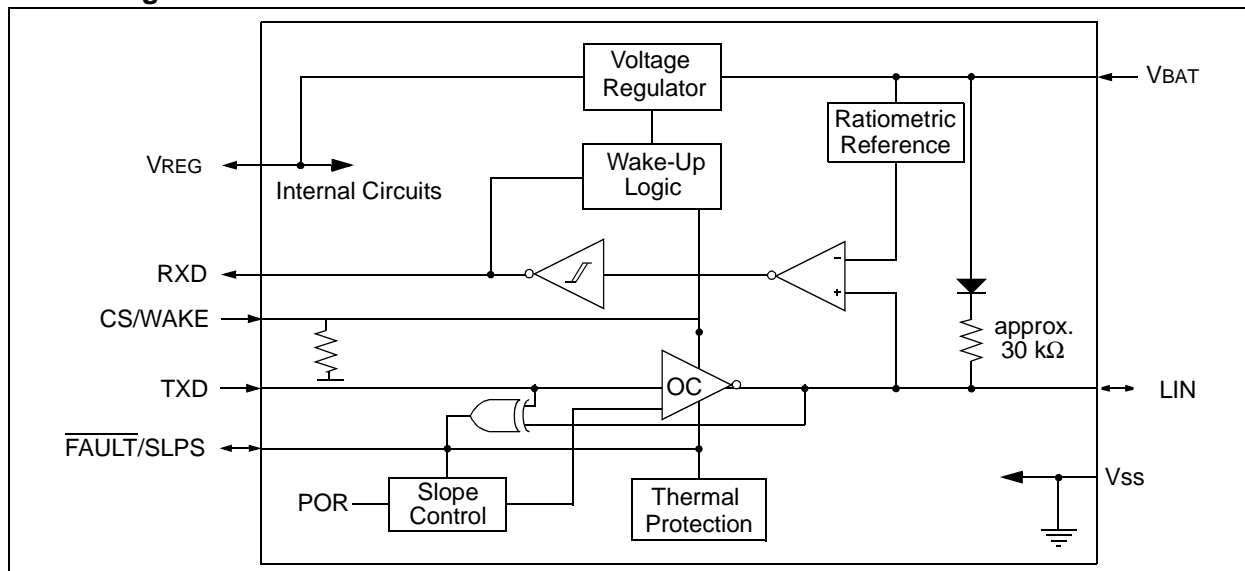 Voltage
Regulator
VBAT
Ratiometric
Reference
VREG
Internal Circuits
Wake-Up
Logic
RXD
-
+
CS/WAKE
approx.
30 kΩ
TXD
OC
LIN
FAULT/SLPS
POR
Slope
Control
Thermal
Protection
Vss